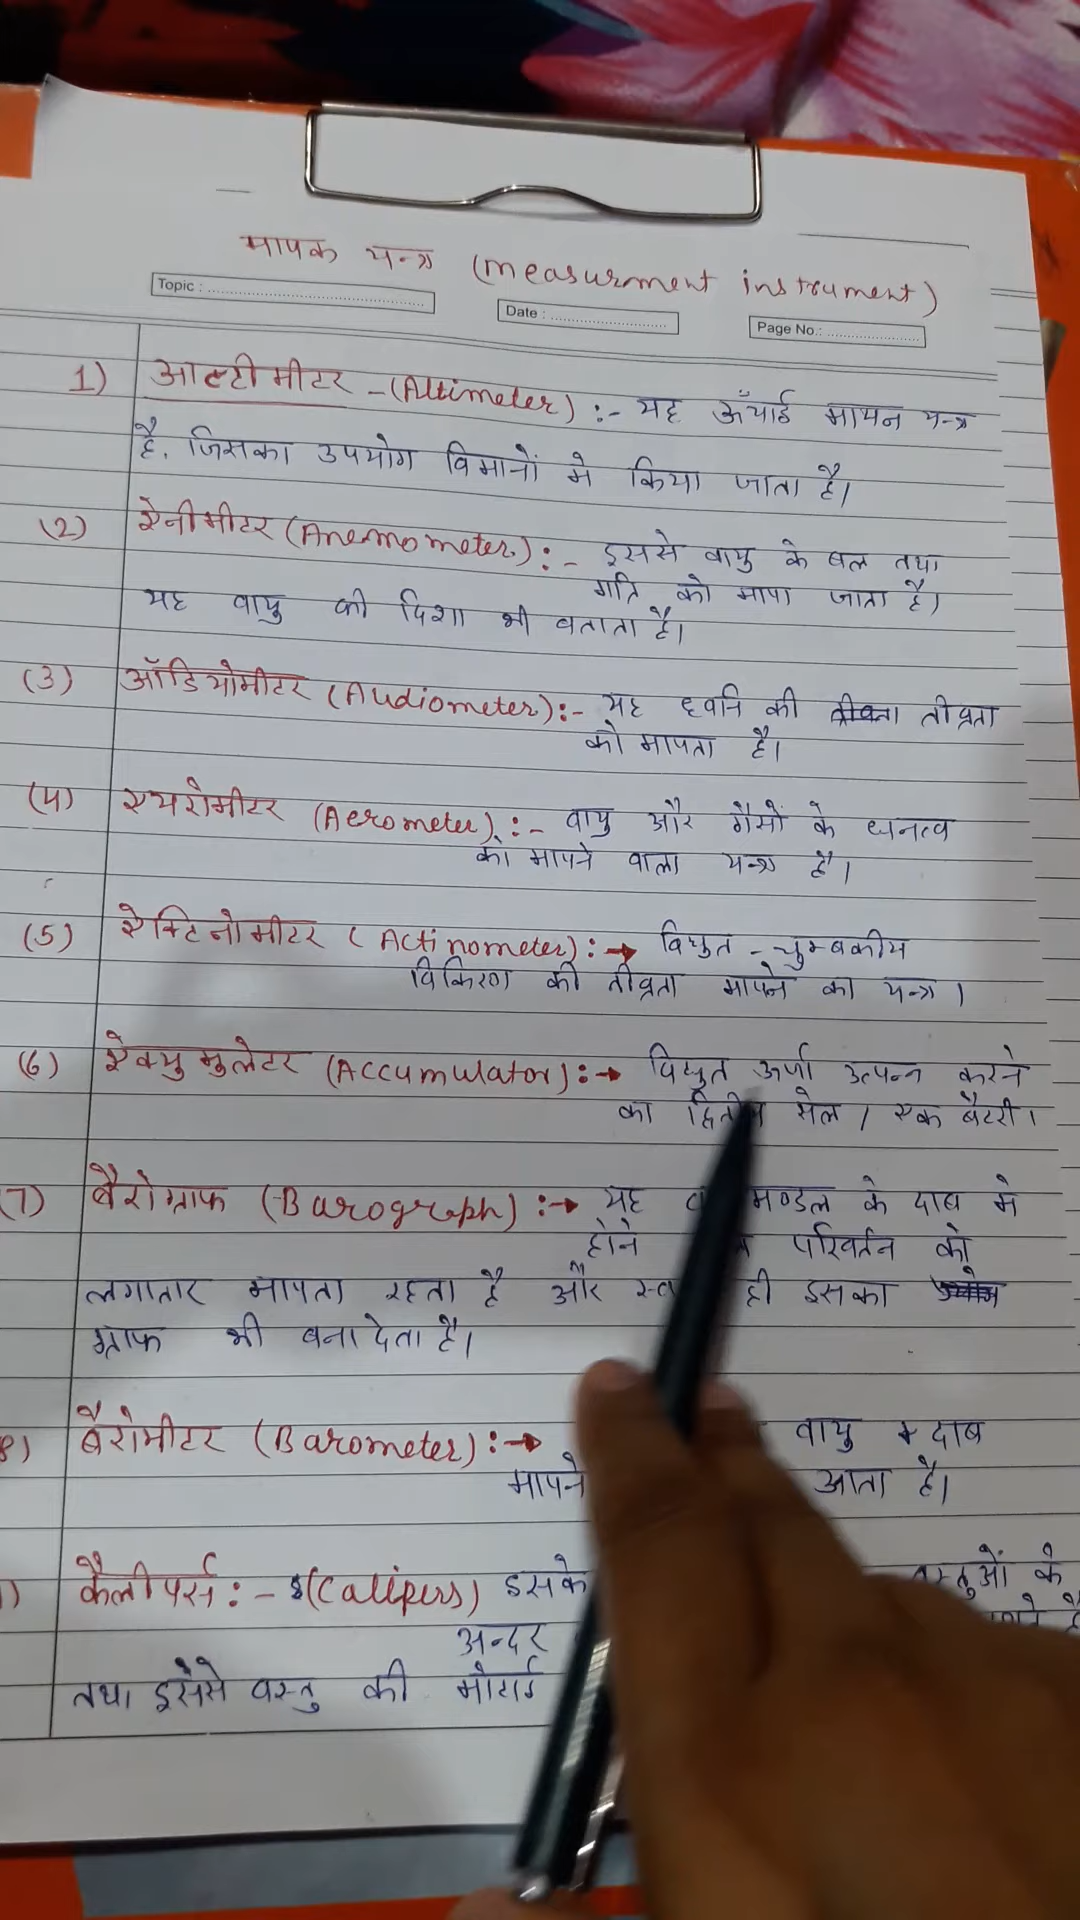 मापक यन्त्र (measurment instrument)
Topic :
Date :
Page No.:
1) आल्टीमीटर - (Altimeter) :- यह ऊँचाई मापन यन्त्र
है, जिसका उपयोग विमानों मे किया जाता है।
(2) ऐनीमीटर (Anemometer) :- इससे वायु के बल तथा
गति को मापा जाता है।
यह वायु की दिशा भी बताता है।
(3) ऑडियोमीटर (Audiometer) :- यह ध्वनि की तीव्रता
को मापता है।
(4) एयरोमीटर (Aerometer) :- वायु और गैसों के घनत्व
को मापने वाला यन्त्र है।
(5) ऐक्टिनोमीटर (Actinometer) :→ विद्युत - चुम्बकीय
विकिरण की तीव्रता मापने का यन्त्र।
(6) ऐक्युमुलेटर (Accumulator) :→ विद्युत ऊर्जा उत्पन्न करने
का सेल / एक बैटरी।
7) बैरोग्राफ (Barograph) :→ यह के दाब मे
होने परिवर्तन को
लगातार मापता रहता है और ही इसका
ग्राफ भी बना देता है।
8) बैरोमीटर (Barometer) :→ वायु दाब
मापने आता है।
) कैलीपर्स :- (Calipers) इसके वस्तुओं के
अन्दर
तथा इससे वस्तु की मोटाई